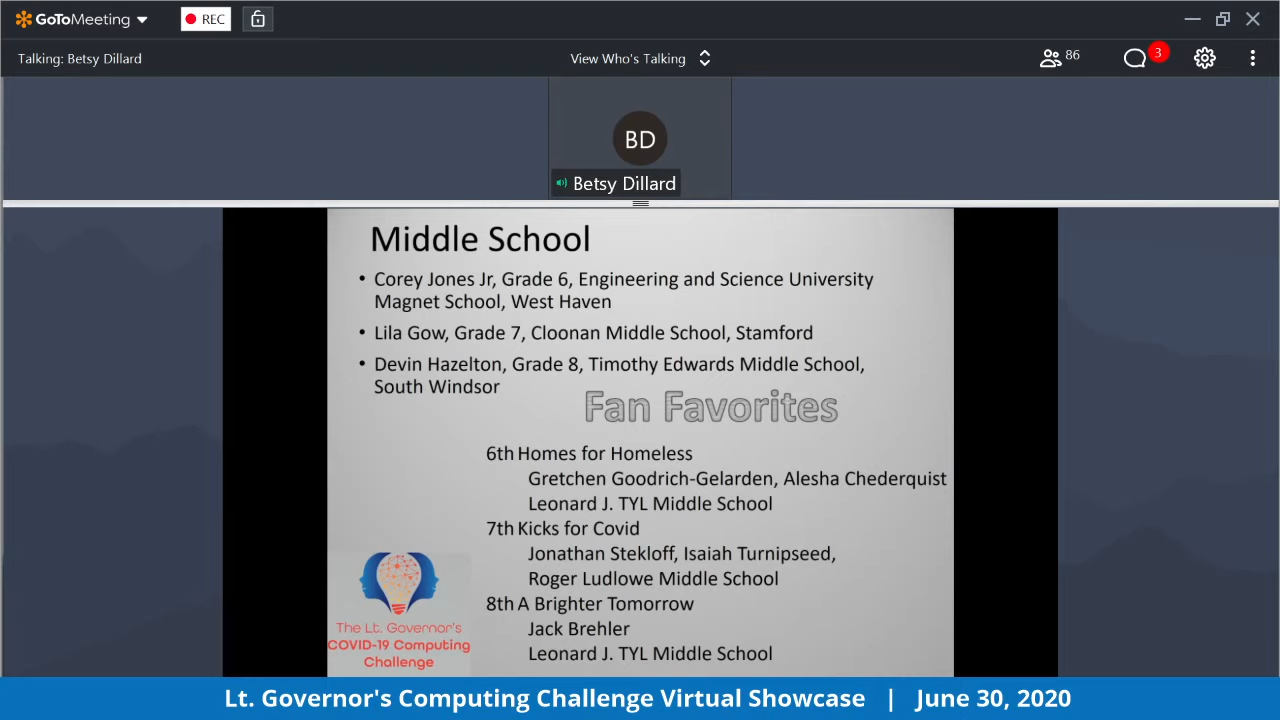 GoToMeeting
REC
Talking: Betsy Dillard
View Who's Talking
86
3
BD
Betsy Dillard
Middle School
• Corey Jones Jr, Grade 6, Engineering and Science University
Magnet School, West Haven
• Lila Gow, Grade 7, Cloonan Middle School, Stamford
• Devin Hazelton, Grade 8, Timothy Edwards Middle School,
South Windsor
Fan Favorites
6th Homes for Homeless
Gretchen Goodrich-Gelarden, Alesha Chederquist
Leonard J. TYL Middle School
7th Kicks for Covid
Jonathan Stekloff, Isaiah Turnipseed,
Roger Ludlowe Middle School
8th A Brighter Tomorrow
Jack Brehler
Leonard J. TYL Middle School
The Lt. Governor's
COVID-19 Computing
Challenge
Lt. Governor's Computing Challenge Virtual Showcase | June 30, 2020